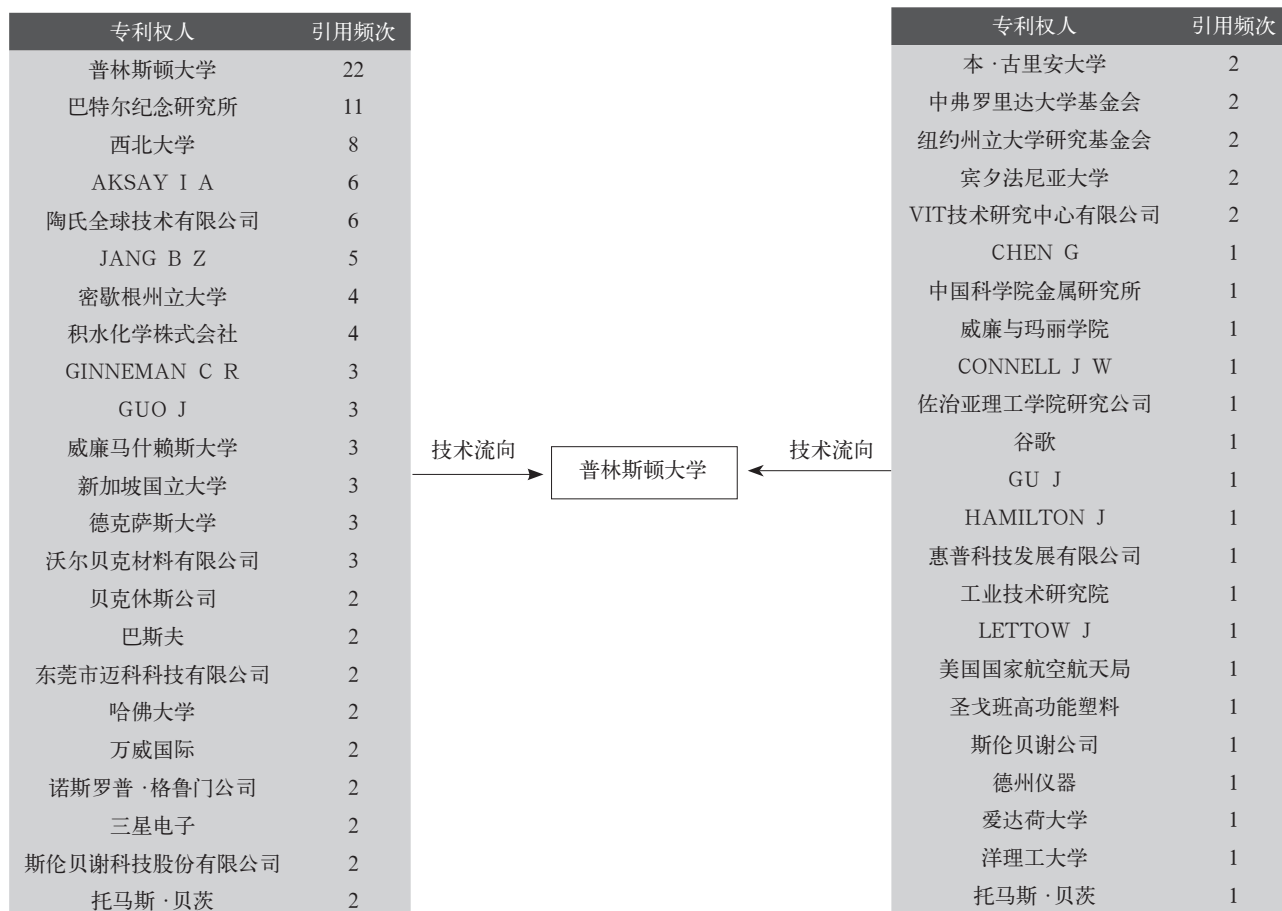 专利权人 引用频次
普林斯顿大学 22
巴特尔纪念研究所 11
西北大学 8
AKSAY I A 6
陶氏全球技术有限公司 6
JANG B Z 5
密歇根州立大学 4
积水化学株式会社 4
GINNEMAN C R 3
GUO J 3
威廉马什赖斯大学 3
新加坡国立大学 3
德克萨斯大学 3
沃尔贝克材料有限公司 3
贝克休斯公司 2
巴斯夫 2
东莞市迈科科技有限公司 2
哈佛大学 2
万威国际 2
诺斯罗普·格鲁门公司 2
三星电子 2
斯伦贝谢科技股份有限公司 2
托马斯·贝茨 2
技术流向
普林斯顿大学
技术流向
专利权人 引用频次
本·古里安大学 2
中弗罗里达大学基金会 2
纽约州立大学研究基金会 2
宾夕法尼亚大学 2
VIT技术研究中心有限公司 2
CHEN G 1
中国科学院金属研究所 1
威廉与玛丽学院 1
CONNELL J W 1
佐治亚理工学院研究公司 1
谷歌 1
GU J 1
HAMILTON J 1
惠普科技发展有限公司 1
工业技术研究院 1
LETTOW J 1
美国国家航空航天局 1
圣戈班高功能塑料 1
斯伦贝谢公司 1
德州仪器 1
爱达荷大学 1
洋理工大学 1
托马斯·贝茨 1